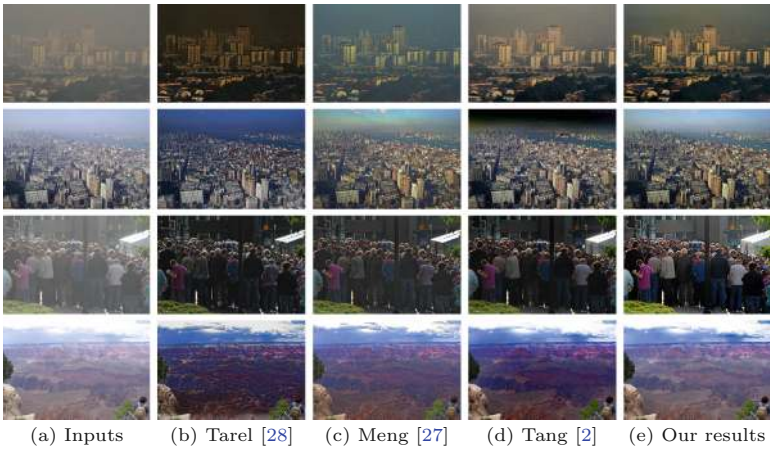 (a) Inputs (b) Tarel [28] (c) Meng [27] (d) Tang [2] (e) Our results